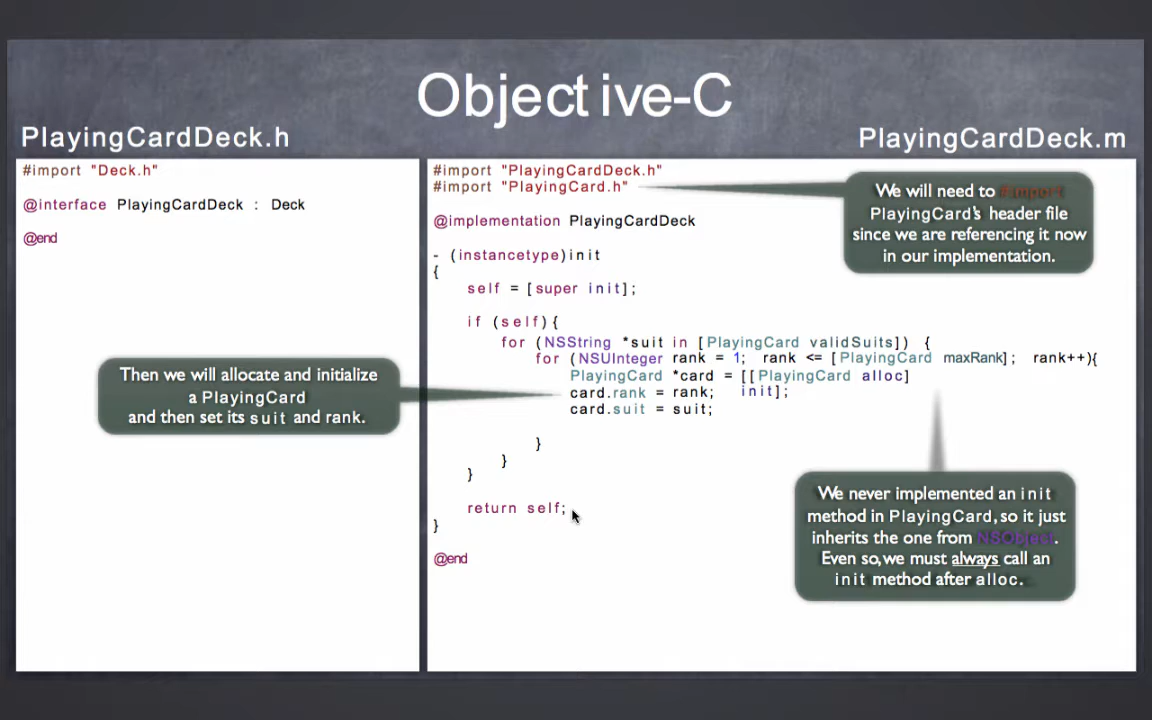 Objective-C
PlayingCardDeck.h
PlayingCardDeck.m
#import "Deck.h"
@interface PlayingCardDeck : Deck
@end
#import "PlayingCardDeck.h"
#import "PlayingCard.h"
@implementation PlayingCardDeck
- (instancetype)init
{
self = [super init];
if (self){
for (NSString *suit in [PlayingCard validSuits]) {
for (NSUInteger rank = 1; rank <= [PlayingCard maxRank]; rank++){
PlayingCard *card = [[PlayingCard alloc]
card.rank = rank; init];
card.suit = suit;
}
}
}
return self;
}
@end
We will need to #import
PlayingCard's header file
since we are referencing it now
in our implementation.
Then we will allocate and initialize
a PlayingCard
and then set its suit and rank.
We never implemented an init
method in PlayingCard, so it just
inherits the one from NSObject.
Even so, we must always call an
init method after alloc.